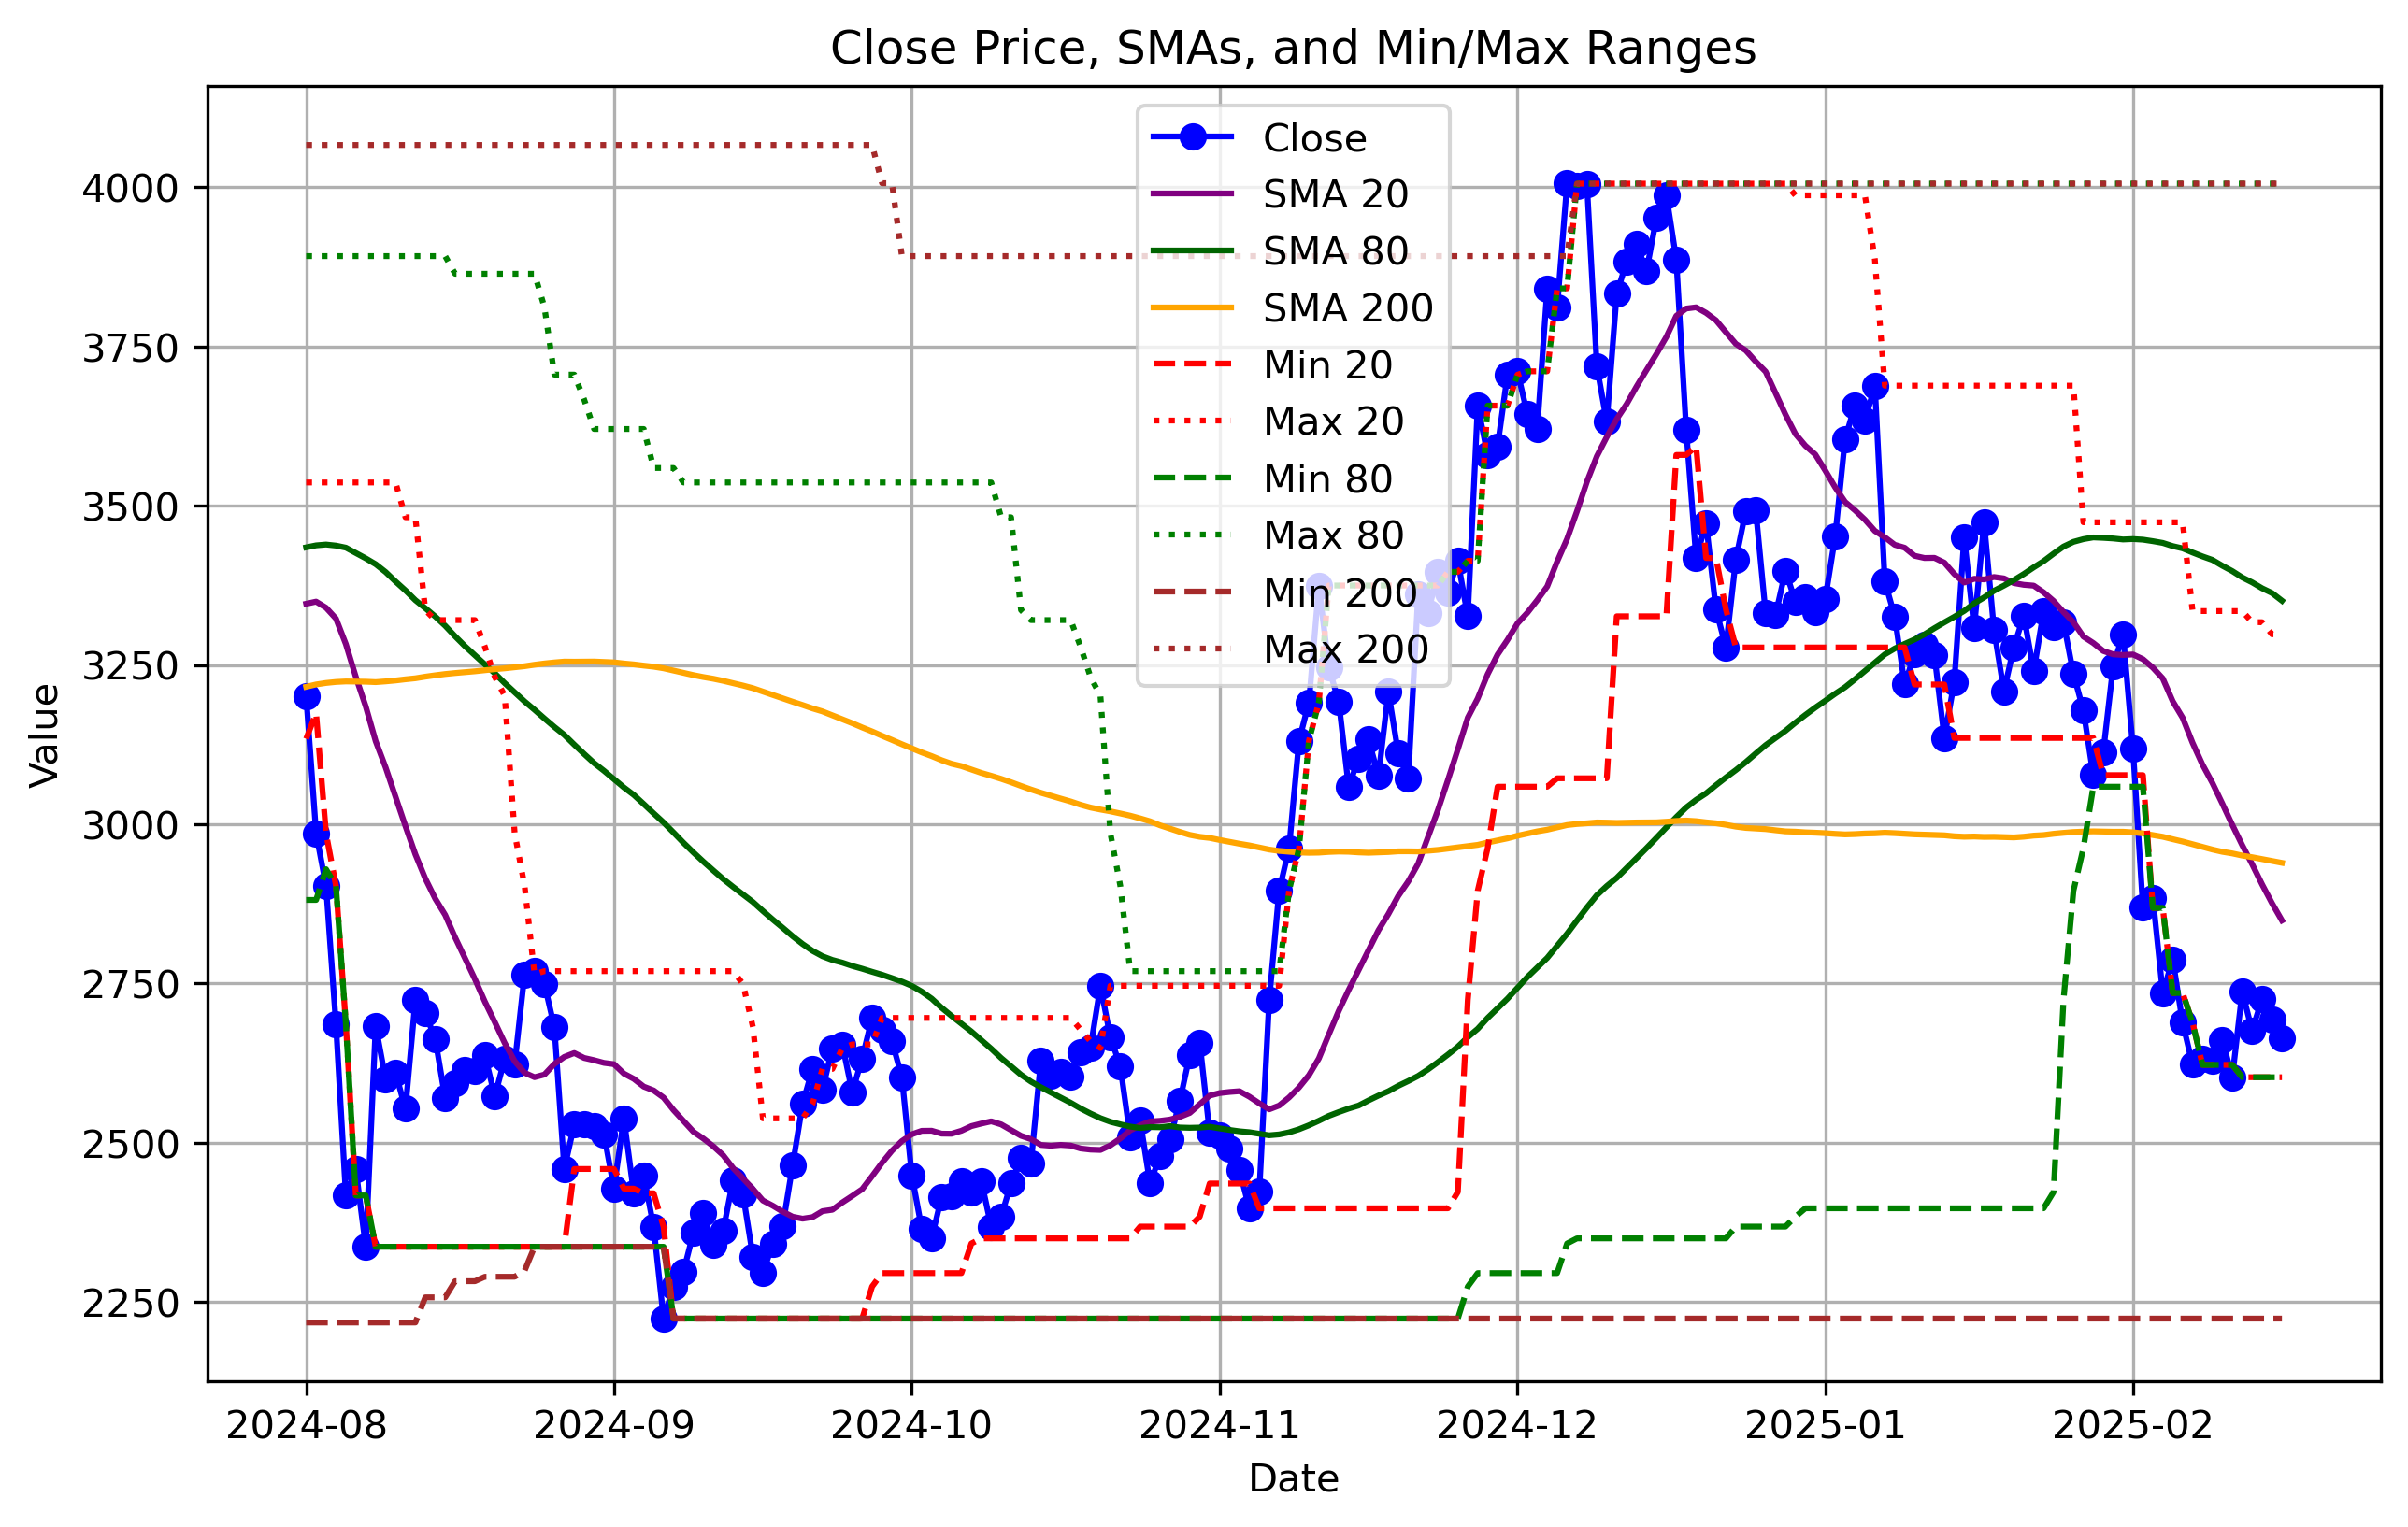 Close Price, SMAs, and Min/Max Ranges
Close
SMA 20
SMA 80
SMA 200
Min 20
Max 20
Min 80
Max 80
Min 200
Max 200
Value
4000
3750
3500
3250
3000
2750
2500
2250
2024-08
2024-09
2024-10
2024-11
2024-12
2025-01
2025-02
Date